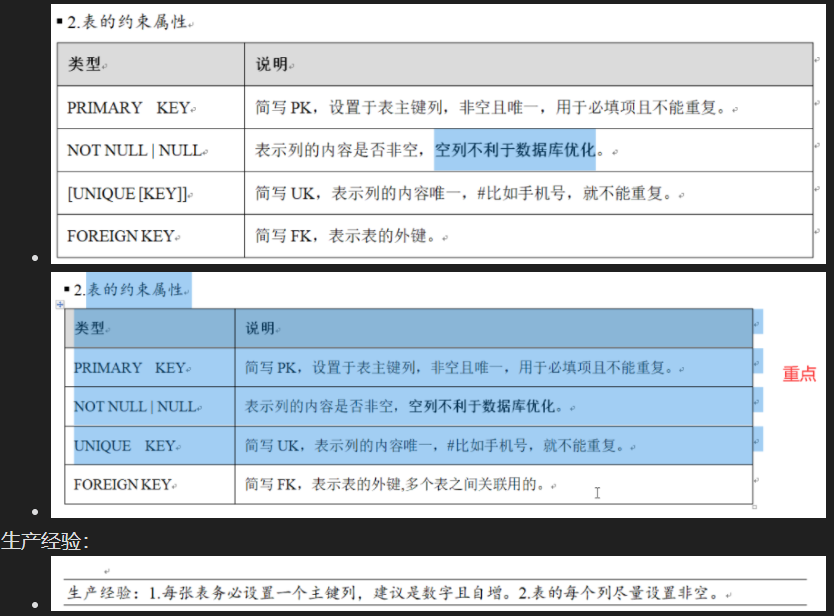 ▪ 2.表的约束属性
类型 说明
PRIMARY KEY 简写 PK，设置于表主键列，非空且唯一，用于必填项且不能重复。
NOT NULL | NULL 表示列的内容是否非空，空列不利于数据库优化。
[UNIQUE [KEY]] 简写 UK，表示列的内容唯一，#比如手机号，就不能重复。
FOREIGN KEY 简写 FK，表示表的外键。
▪ 2.表的约束属性
类型 说明
PRIMARY KEY 简写 PK，设置于表主键列，非空且唯一，用于必填项且不能重复。
重点
NOT NULL | NULL 表示列的内容是否非空，空列不利于数据库优化。
UNIQUE KEY 简写 UK，表示列的内容唯一，#比如手机号，就不能重复。
FOREIGN KEY 简写 FK，表示表的外键,多个表之间关联用的。
生产经验：
生产经验：1.每张表务必设置一个主键列，建议是数字且自增。2.表的每个列尽量设置非空。